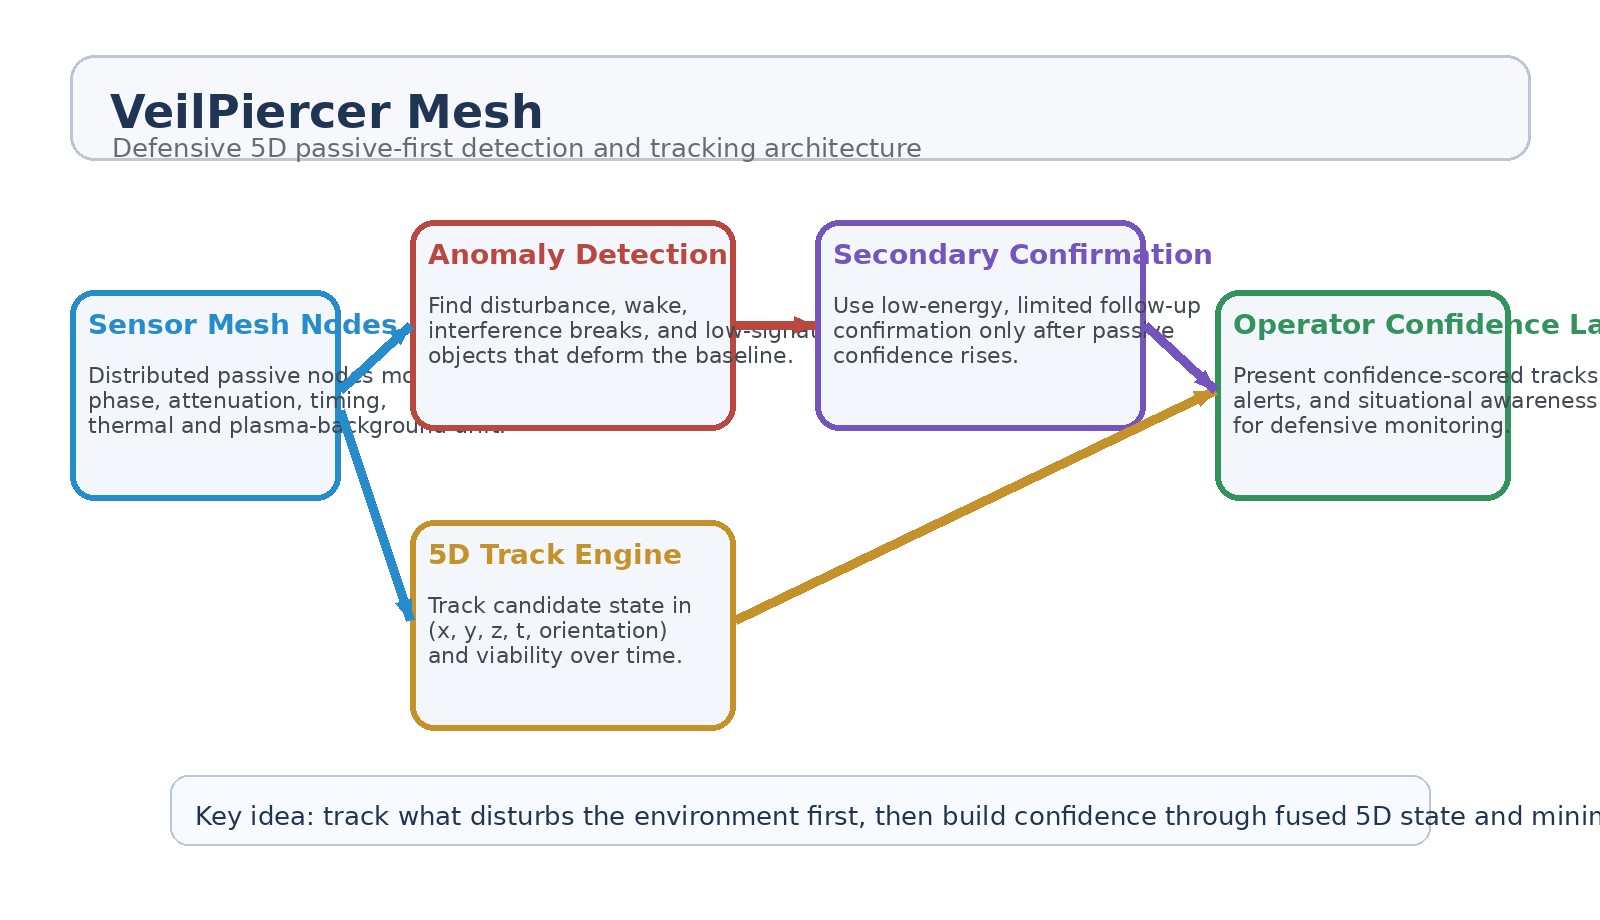 VeilPiercer Mesh
Defensive 5D passive-first detection and tracking architecture
Sensor Mesh Nodes
Distributed passive nodes
phase, attenuation, timing,
thermal and plasma-background drift.
Anomaly Detection
Find disturbance, wake,
interference breaks, and
objects that deform the baseline.
Secondary Confirmation
Use low-energy, limited follow-up
confirmation only after passive
confidence rises.
Operator Confidence
Present confidence-scored tracks,
alerts, and situational awareness
for defensive monitoring.
5D Track Engine
Track candidate state in
(x, y, z, t, orientation)
and viability over time.
Key idea: track what disturbs the environment first, then build confidence through fused 5D state and